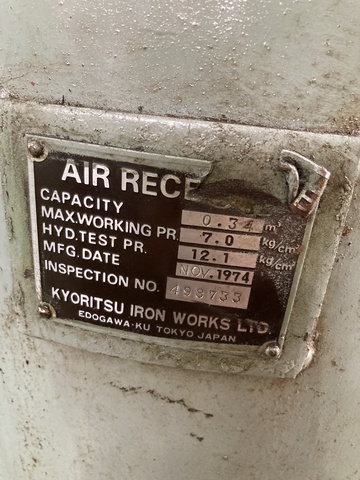 AIR RECE
CAPACITY 0.34 m³
MAX.WORKING PR. 7.0 kg/cm²
HYD.TEST PR. 12.1 kg/cm²
MFG.DATE NOV.1974
INSPECTION NO. 499733
KYORITSU IRON WORKS LTD.
EDOGAWA-KU TOKYO JAPAN